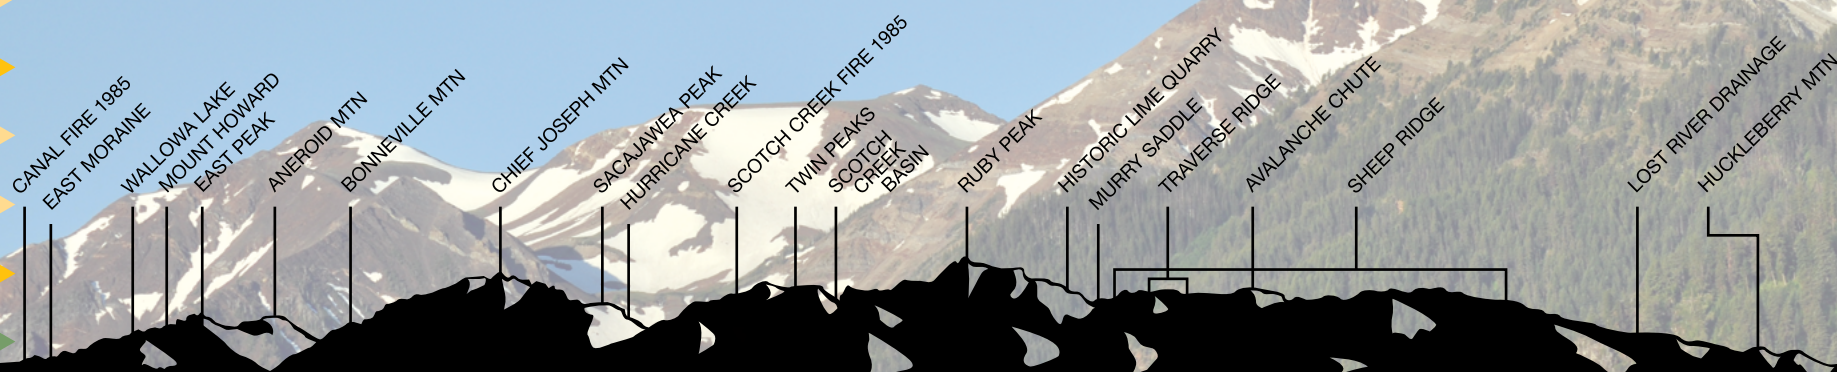 CANAL FIRE 1985
EAST MORAINE
WALLOWA LAKE
MOUNT HOWARD
EAST PEAK
ANEROID MTN
BONNEVILLE MTN
CHIEF JOSEPH MTN
SACAJAWEA PEAK
HURRICANE CREEK
SCOTCH CREEK FIRE 1985
TWIN PEAKS
SCOTCH
CREEK
BASIN
RUBY PEAK
HISTORIC LIME QUARRY
MURRY SADDLE
TRAVERSE RIDGE
AVALANCHE CHUTE
SHEEP RIDGE
LOST RIVER DRAINAGE
HUCKLEBERRY MTN